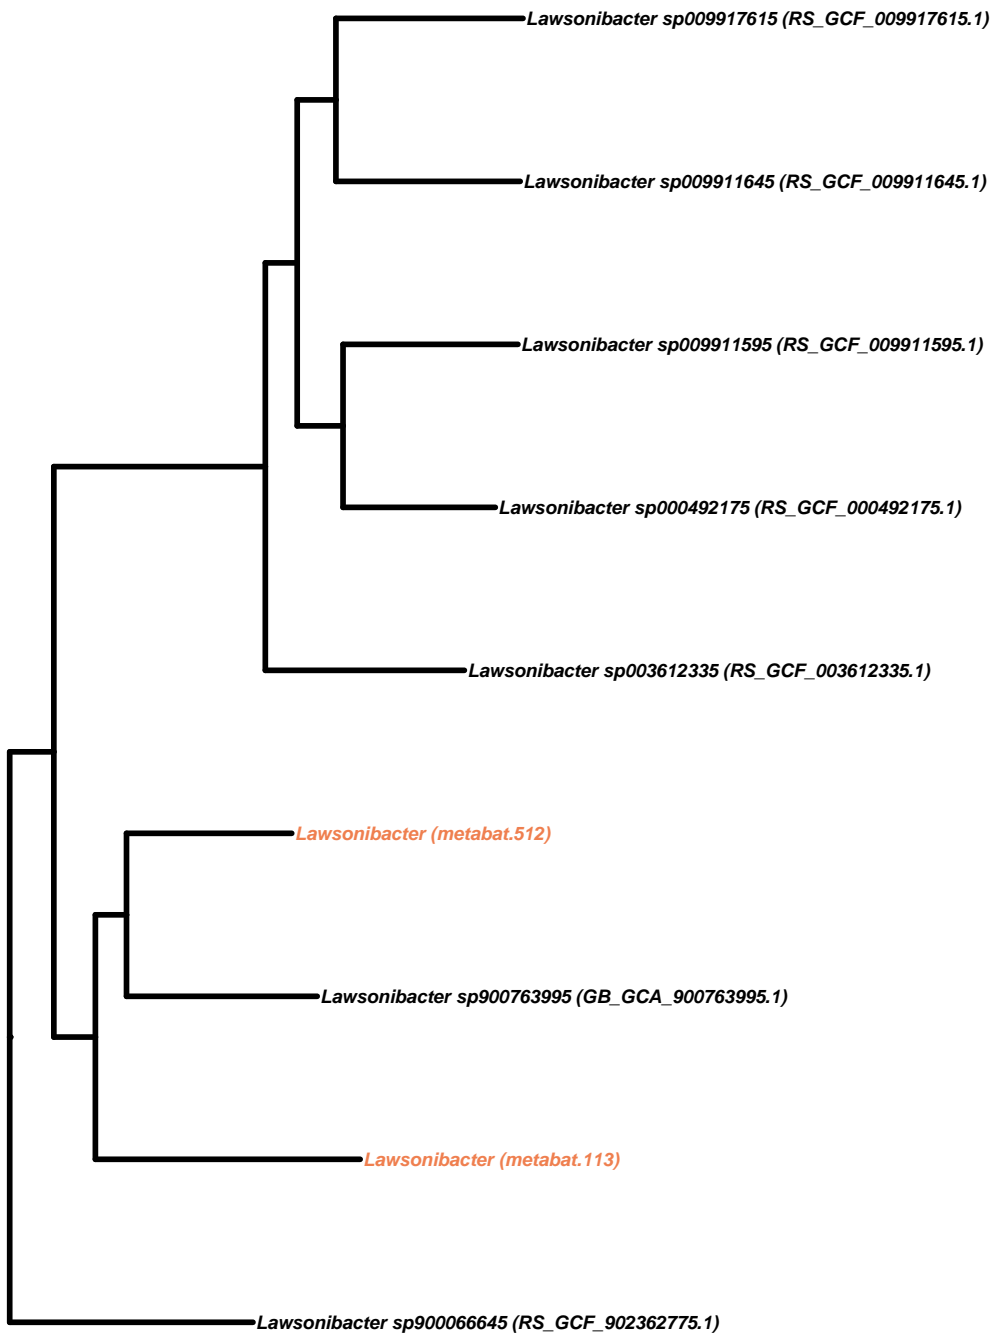 Lawsonibacter sp009917615 (RS_GCF_009917615.1)
Lawsonibacter sp009911645 (RS_GCF_009911645.1)
Lawsonibacter sp009911595 (RS_GCF_009911595.1)
Lawsonibacter sp000492175 (RS_GCF_000492175.1)
Lawsonibacter sp003612335 (RS_GCF_003612335.1)
Lawsonibacter (metabat.512)
Lawsonibacter sp900763995 (GB_GCA_900763995.1)
Lawsonibacter (metabat.113)
Lawsonibacter sp900066645 (RS_GCF_902362775.1)